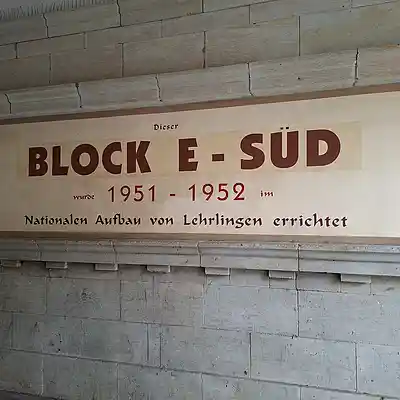 Dieser
BLOCK E - SÜD
wurde 1951 - 1952 im
Nationalen Aufbau von Lehrlingen errichtet